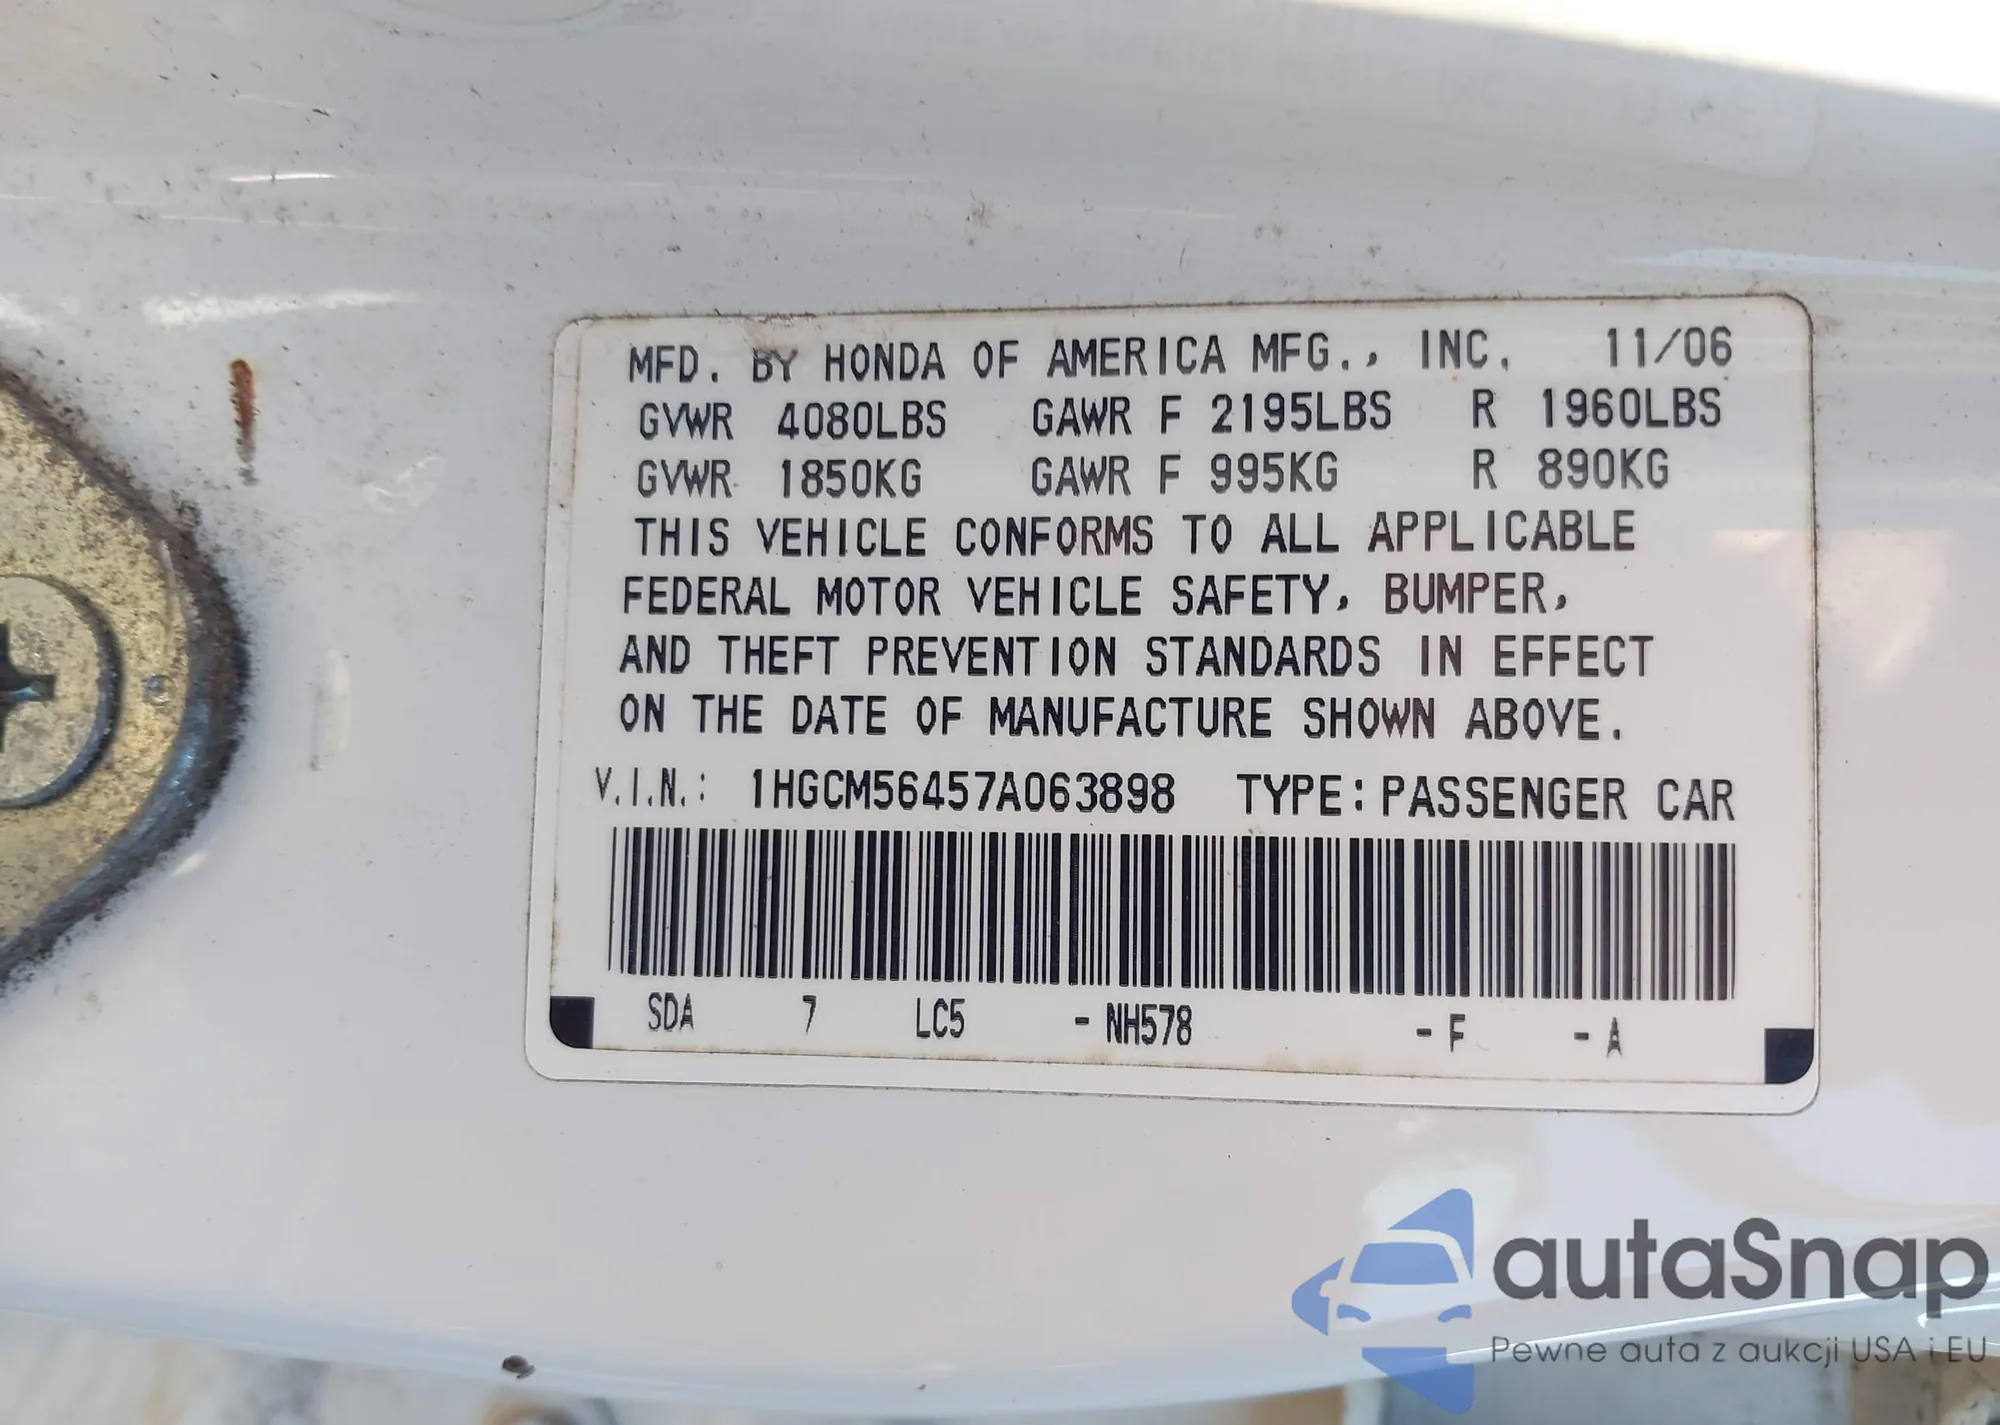 MFD. BY HONDA OF AMERICA MFG., INC. 11/06
GVWR 4080LBS GAWR F 2195LBS R 1960LBS
GVWR 1850KG GAWR F 995KG R 890KG
THIS VEHICLE CONFORMS TO ALL APPLICABLE
FEDERAL MOTOR VEHICLE SAFETY, BUMPER,
AND THEFT PREVENTION STANDARDS IN EFFECT
ON THE DATE OF MANUFACTURE SHOWN ABOVE.
V.I.N.: 1HGCM56457A063898 TYPE: PASSENGER CAR
SDA 7 LC5 - NH578 - F - A
autaSnap
Pewne auta z aukcji USA i EU